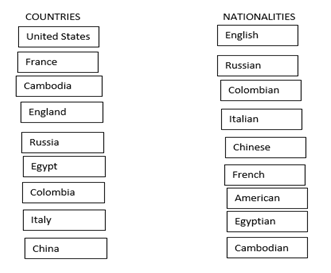 COUNTRIES
United States
France
Cambodia
England
Russia
Egypt
Colombia
Italy
China
NATIONALITIES
English
Russian
Colombian
Italian
Chinese
French
American
Egyptian
Cambodian